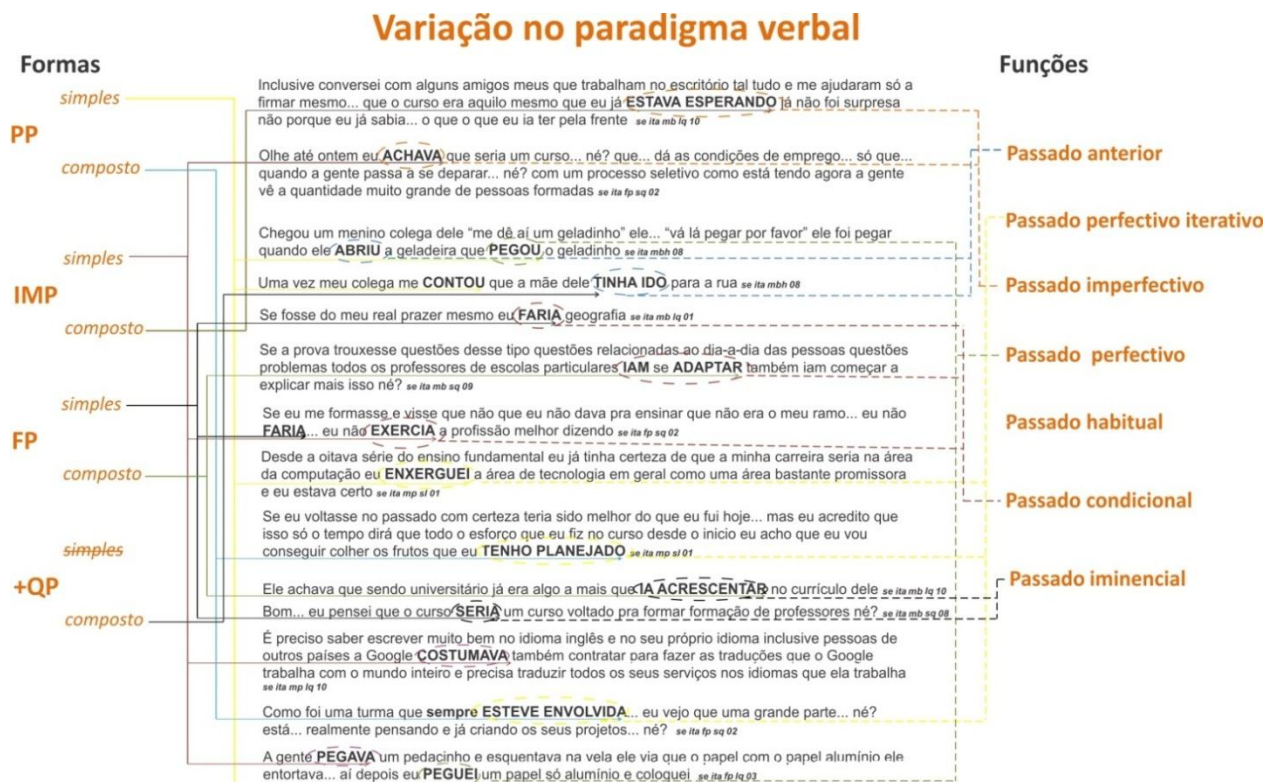 Variação no paradigma verbal
Formas
Funções
simples
PP
composto
simples
IMP
composto
simples
FP
composto
simples
+QP
composto
Inclusive conversei com alguns amigos meus que trabalham no escritório tal tudo e me ajudaram só a
firmar mesmo... que o curso era aquilo mesmo que eu já ESTAVA ESPERANDO já não foi surpresa
não porque eu já sabia... o que o que eu ia ter pela frente se ita mb lq 10
Olhe até ontem eu ACHAVA que seria um curso... né? que... dá as condições de emprego... só que...
quando a gente passa a se deparar... né? com um processo seletivo como está tendo agora a gente
vê a quantidade muito grande de pessoas formadas se ita fp sq 02
Chegou um menino colega dele “me dê aí um geladinho” ele... “vá lá pegar por favor” ele foi pegar
quando ele ABRIU a geladeira que PEGOU o geladinho se ita mbh 08
Uma vez meu colega me CONTOU que a mãe dele TINHA IDO para a rua se ita mbh 08
Se fosse do meu real prazer mesmo eu FARIA geografia se ita mb lq 01
Se a prova trouxesse questões desse tipo questões relacionadas ao dia-a-dia das pessoas questões
problemas todos os professores de escolas particulares IAM se ADAPTAR também iam começar a
explicar mais isso né? se ita mb sq 09
Se eu me formasse e visse que não que eu não dava pra ensinar que não era o meu ramo... eu não
FARIA... eu não EXERCIA a profissão melhor dizendo se ita fp sq 02
Desde a oitava série do ensino fundamental eu já tinha certeza de que a minha carreira seria na área
da computação eu ENXERGUEI a área de tecnologia em geral como uma área bastante promissora
e eu estava certo se ita mp sl 01
Se eu voltasse no passado com certeza teria sido melhor do que eu fui hoje... mas eu acredito que
isso só o tempo dirá que todo o esforço que eu fiz no curso desde o inicio eu acho que eu vou
conseguir colher os frutos que eu TENHO PLANEJADO se ita mp sl 01
Ele achava que sendo universitário já era algo a mais que IA ACRESCENTAR no currículo dele se ita mb lq 10
Bom... eu pensei que o curso SERIA um curso voltado pra formar formação de professores né? se ita mb sq 08
É preciso saber escrever muito bem no idioma inglês e no seu próprio idioma inclusive pessoas de
outros países a Google COSTUMAVA também contratar para fazer as traduções que o Google
trabalha com o mundo inteiro e precisa traduzir todos os seus serviços nos idiomas que ela trabalha
se ita mp lq 10
Como foi uma turma que sempre ESTEVE ENVOLVIDA... eu vejo que uma grande parte... né?
está... realmente pensando e já criando os seus projetos... né? se ita fp sq 02
A gente PEGAVA um pedacinho e esquentava na vela ele via que o papel com o papel alumínio ele
entortava... aí depois eu PEGUEI um papel só alumínio e coloquei se ita fp lq 03
Passado anterior
Passado perfectivo iterativo
Passado imperfectivo
Passado perfectivo
Passado habitual
Passado condicional
Passado iminencial